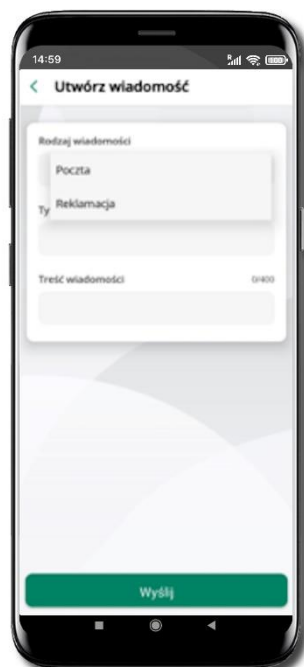 14:59
Utwórz wiadomość
Rodzaj wiadomości
Poczta
Ty
Reklamacja
Treść wiadomości 0/400
Wyślij